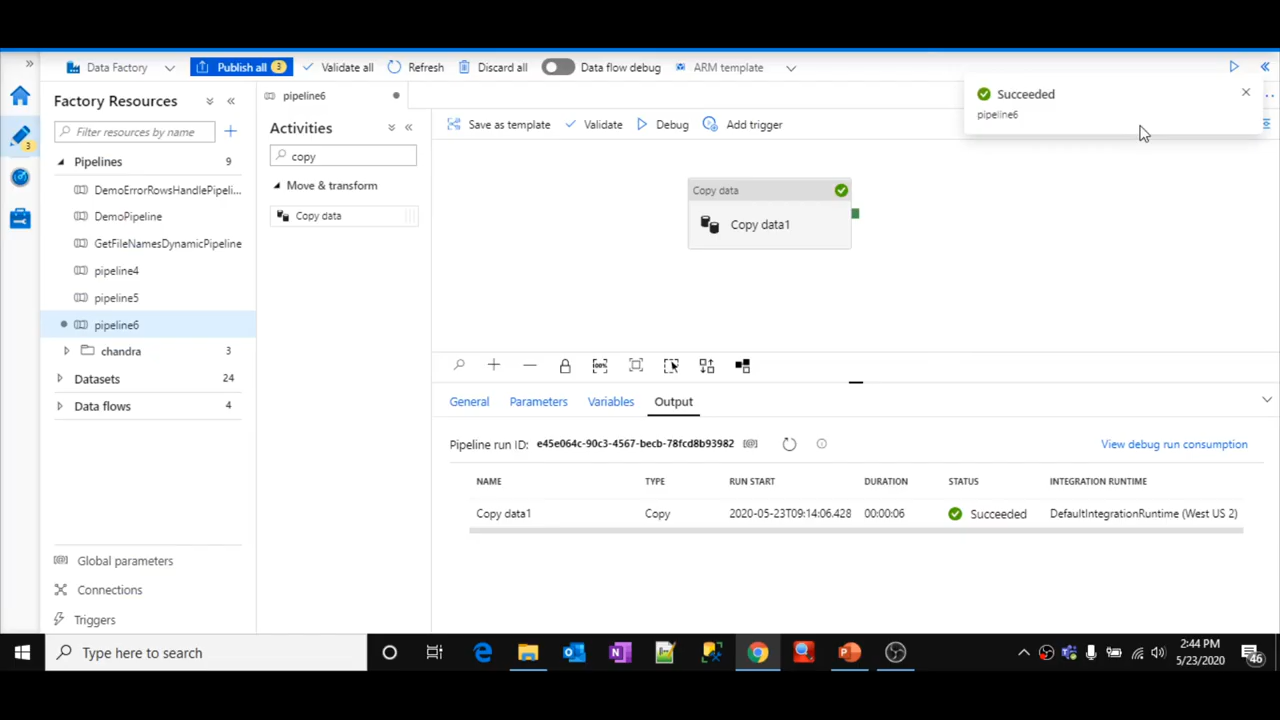 Data Factory
Publish all 3
Validate all
Refresh
Discard all
Data flow debug
ARM template
Succeeded
pipeline6
Factory Resources
Filter resources by name
Pipelines 9
DemoErrorRowsHandlePipeli...
DemoPipeline
GetFileNamesDynamicPipeline
pipeline4
pipeline5
pipeline6
chandra 3
Datasets 24
Data flows 4
Global parameters
Connections
Triggers
3
pipeline6
Activities
copy
Move & transform
Copy data
Save as template
Validate
Debug
Add trigger
Copy data
Copy data1
100%
General
Parameters
Variables
Output
Pipeline run ID: e45e064c-90c3-4567-becb-78fcd8b93982
View debug run consumption
NAME TYPE RUN START DURATION STATUS INTEGRATION RUNTIME
Copy data1 Copy 2020-05-23T09:14:06.428 00:00:06 Succeeded DefaultIntegrationRuntime (West US 2)
Type here to search
2:44 PM
5/23/2020
46